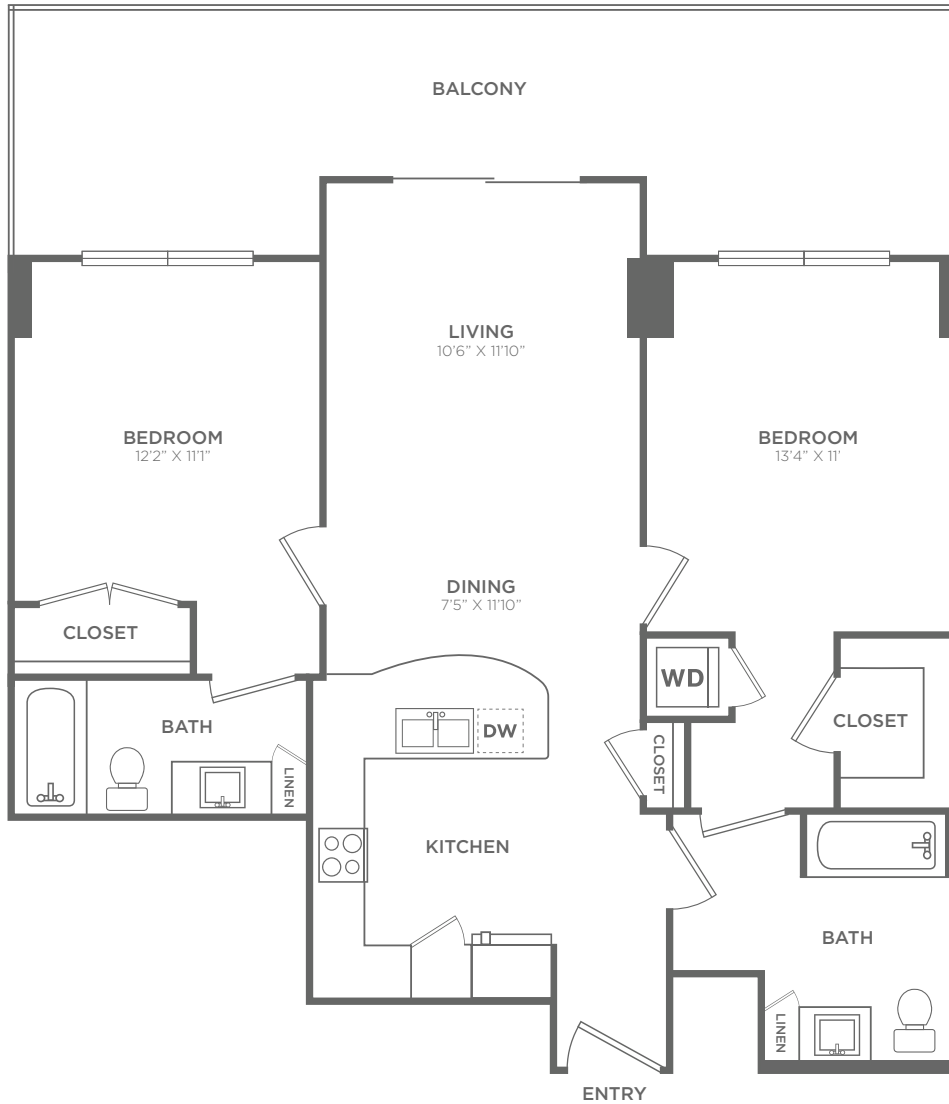 BALCONY
LIVING
10'6" X 11'10"
BEDROOM
12'2" X 11'1"
BEDROOM
13'4" X 11'
DINING
7'5" X 11'10"
CLOSET
WD
CLOSET
BATH
DW
CLOSET
LINEN
KITCHEN
BATH
LINEN
ENTRY